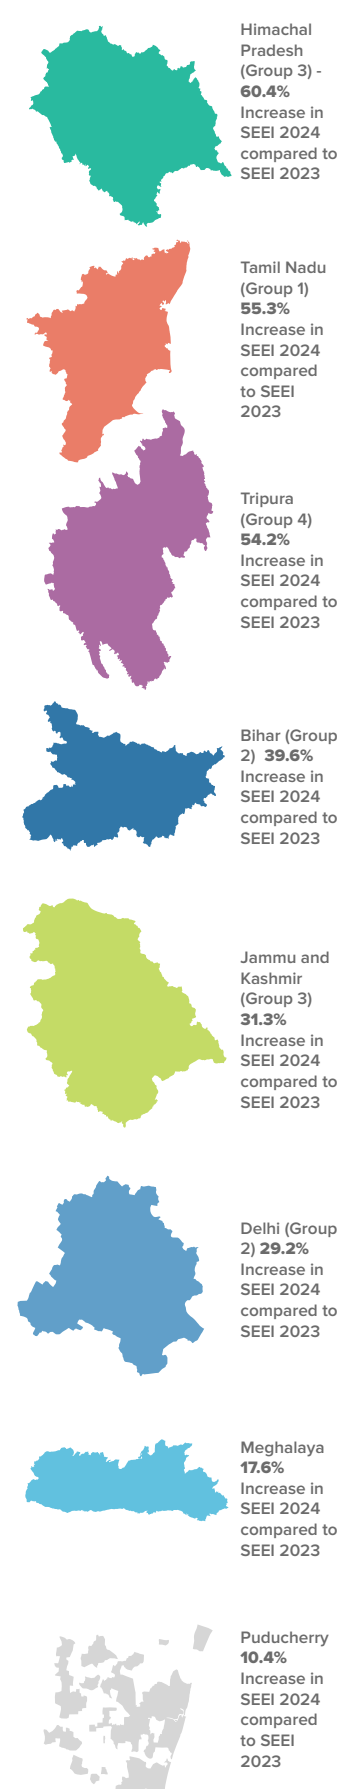 Himachal
Pradesh
(Group 3) -
60.4%
Increase in
SEEI 2024
compared to
SEEI 2023
Tamil Nadu
(Group 1)
55.3%
Increase in
SEEI 2024
compared
to SEEI
2023
Tripura
(Group 4)
54.2%
Increase in
SEEI 2024
compared to
SEEI 2023
Bihar (Group
2)  39.6%
Increase in
SEEI 2024
compared to
SEEI 2023
Jammu and
Kashmir
(Group 3)
31.3%
Increase in
SEEI 2024
compared to
SEEI 2023
Delhi (Group
2) 29.2%
Increase in
SEEI 2024
compared to
SEEI 2023
Meghalaya
17.6%
Increase in
SEEI 2024
compared to
SEEI 2023
Puducherry
10.4%
Increase in
SEEI 2024
compared
to SEEI
2023